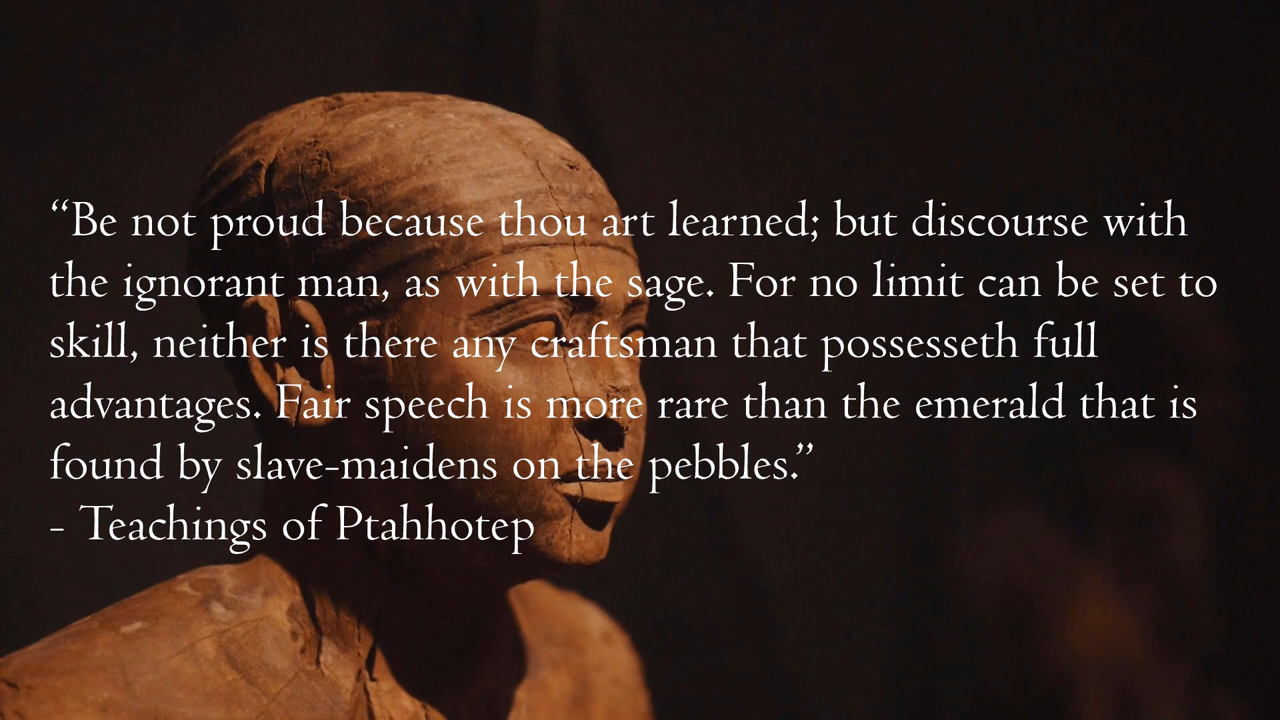 “Be not proud because thou art learned; but discourse with
the ignorant man, as with the sage. For no limit can be set to
skill, neither is there any craftsman that possesseth full
advantages. Fair speech is more rare than the emerald that is
found by slave-maidens on the pebbles.”
- Teachings of Ptahhotep